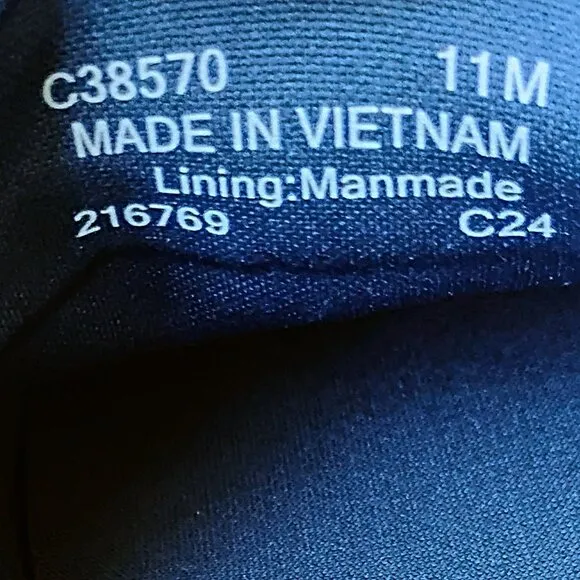 C38570 11M
MADE IN VIETNAM
Lining:Manmade
216769 C24